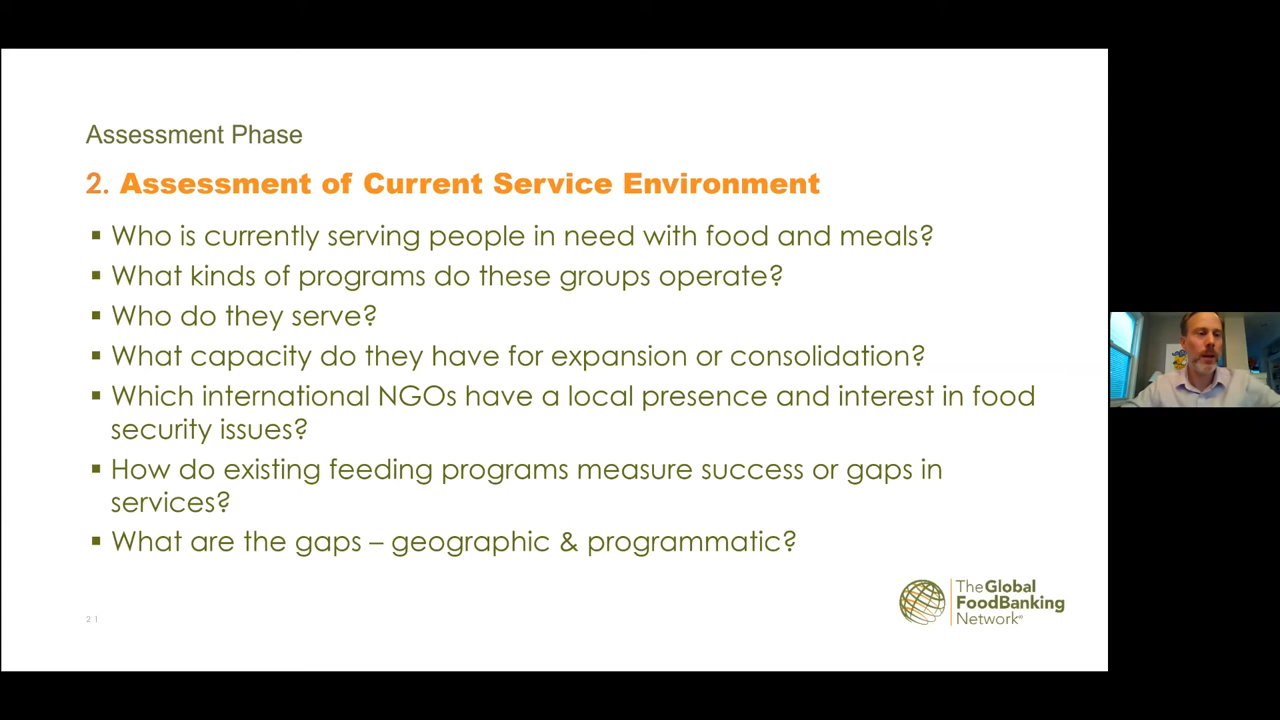 Assessment Phase
2. Assessment of Current Service Environment
▪ Who is currently serving people in need with food and meals?
▪ What kinds of programs do these groups operate?
▪ Who do they serve?
▪ What capacity do they have for expansion or consolidation?
▪ Which international NGOs have a local presence and interest in food
security issues?
▪ How do existing feeding programs measure success or gaps in
services?
▪ What are the gaps – geographic & programmatic?
The Global
FoodBanking
Network®
21